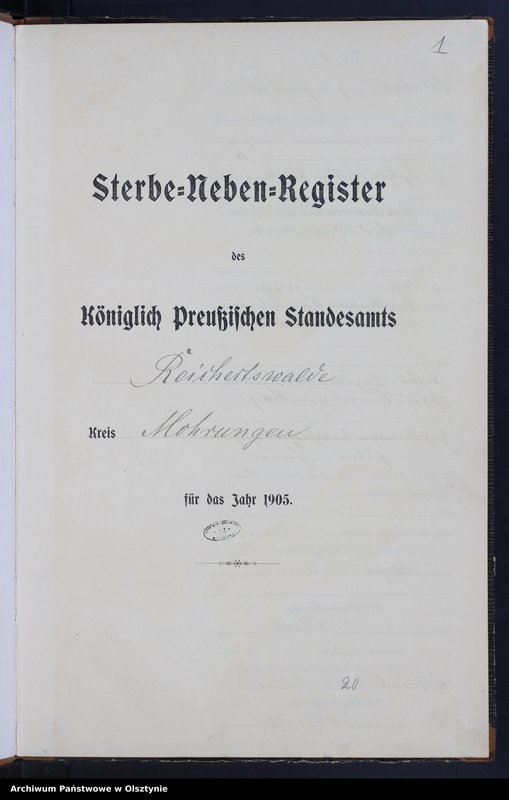 1
Sterbe=Neben=Register
des
Königlich Preußischen Standesamts
Reichertswalde
Kreis Mohrungen
für das Jahr 1905.
20
Archiwum Państwowe w Olsztynie